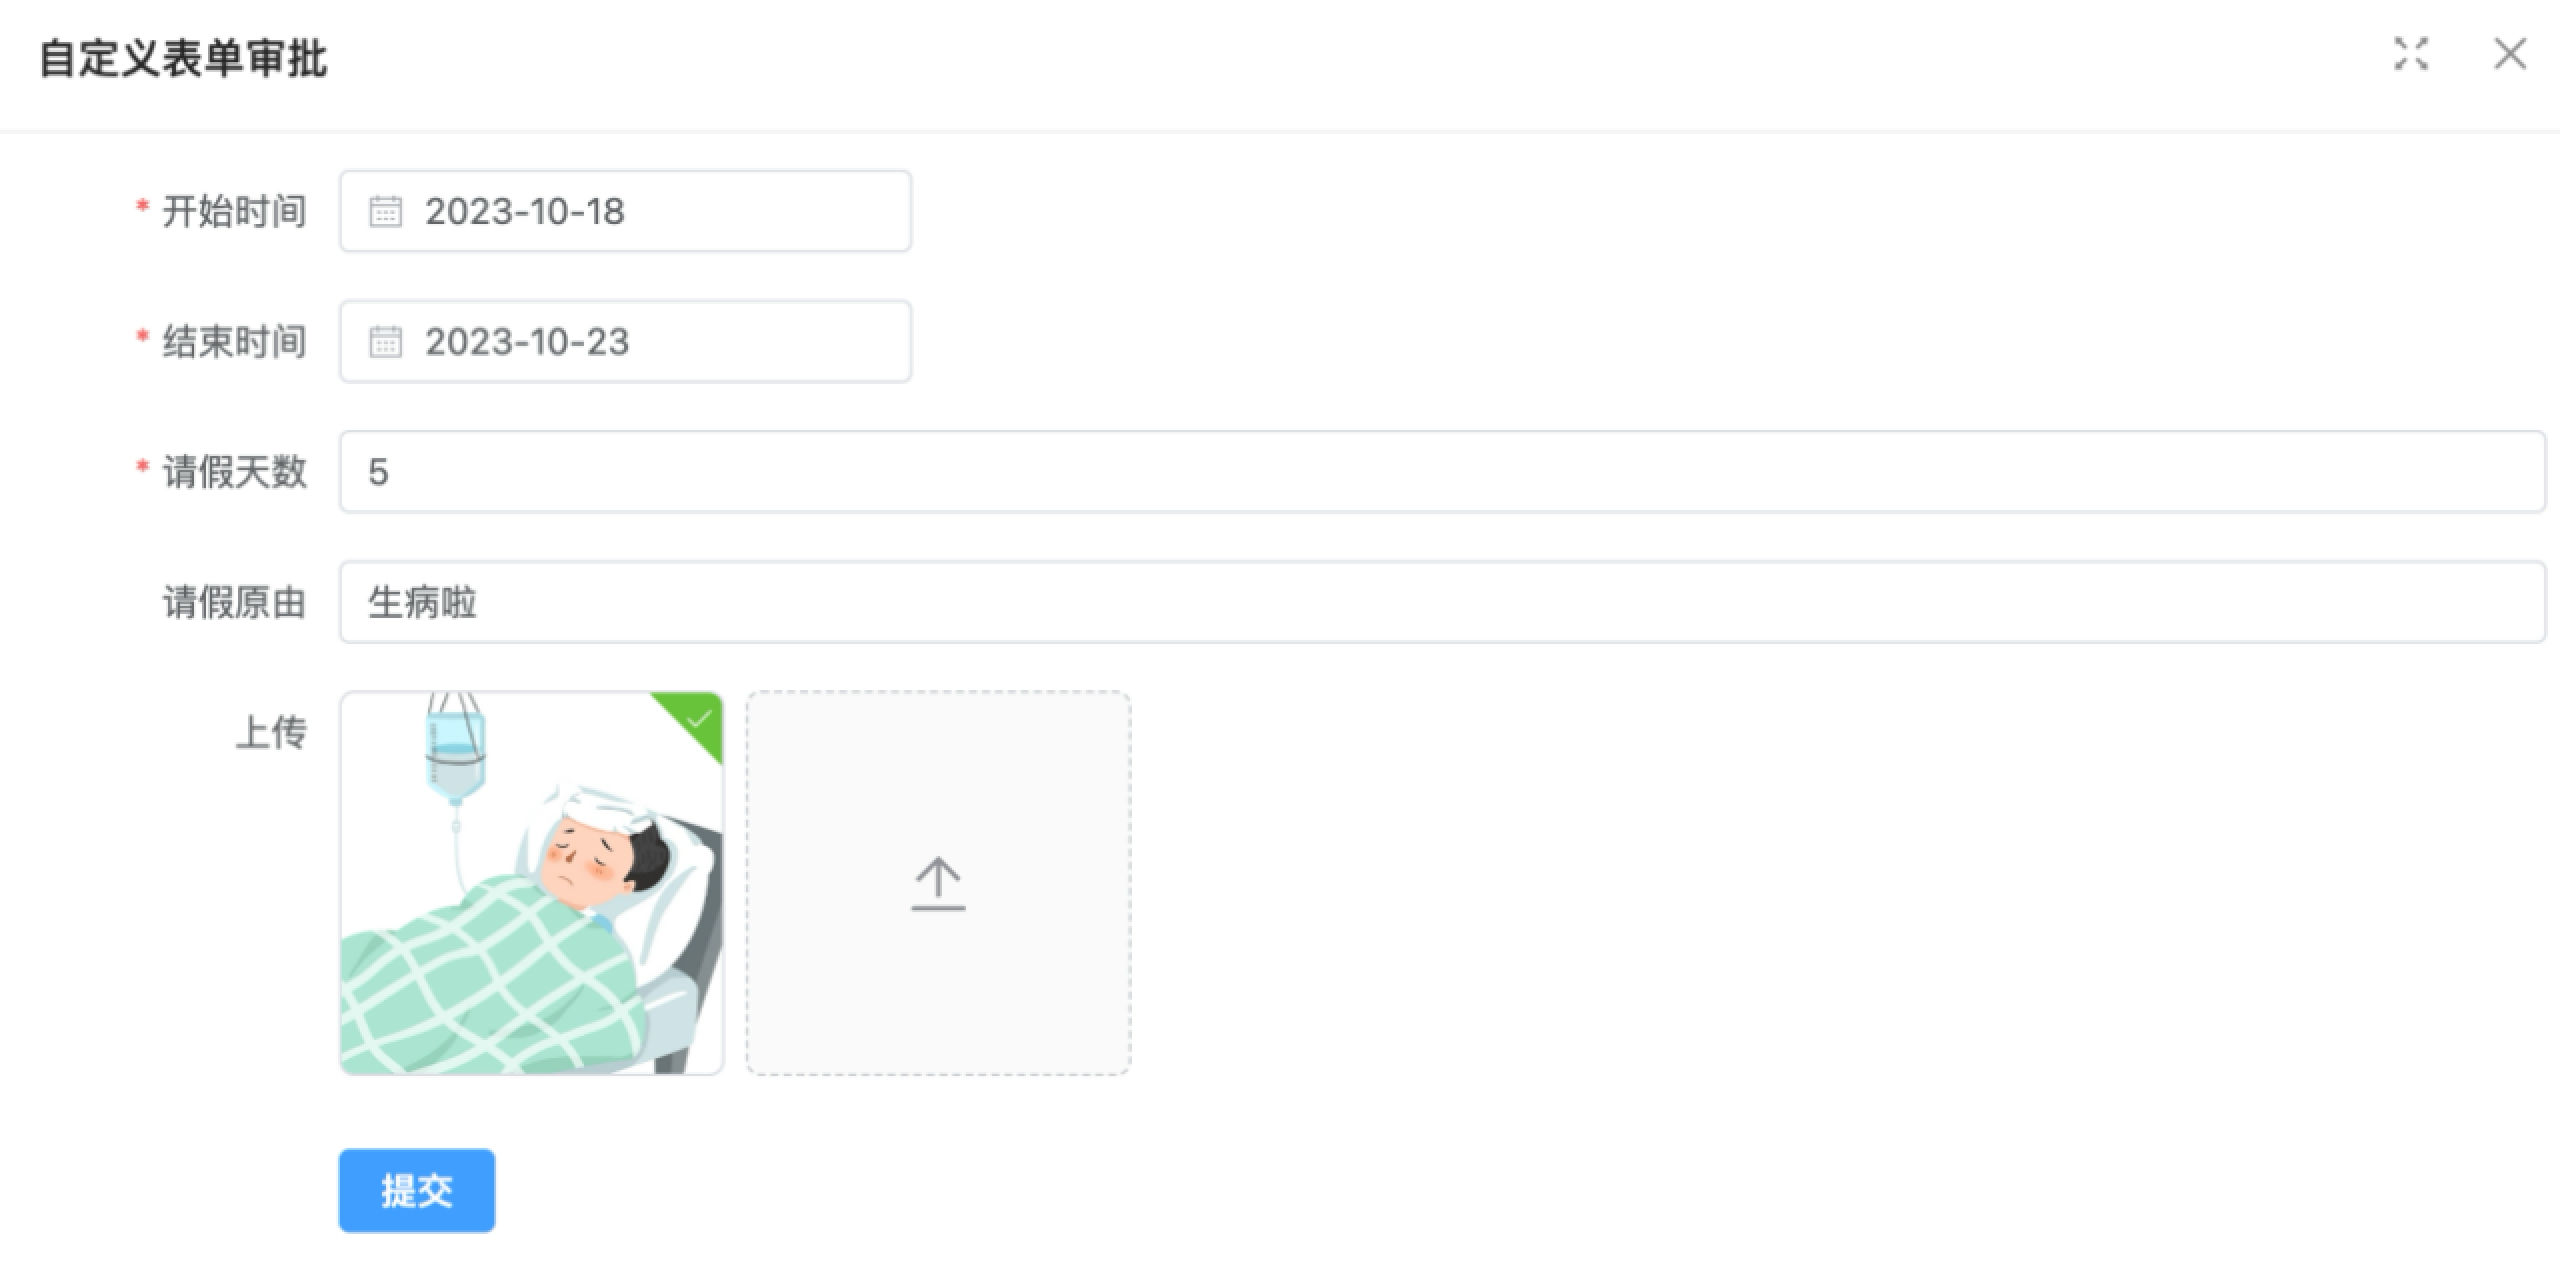 自定义表单审批
* 开始时间 2023-10-18
* 结束时间 2023-10-23
* 请假天数 5
请假原由 生病啦
上传
提交